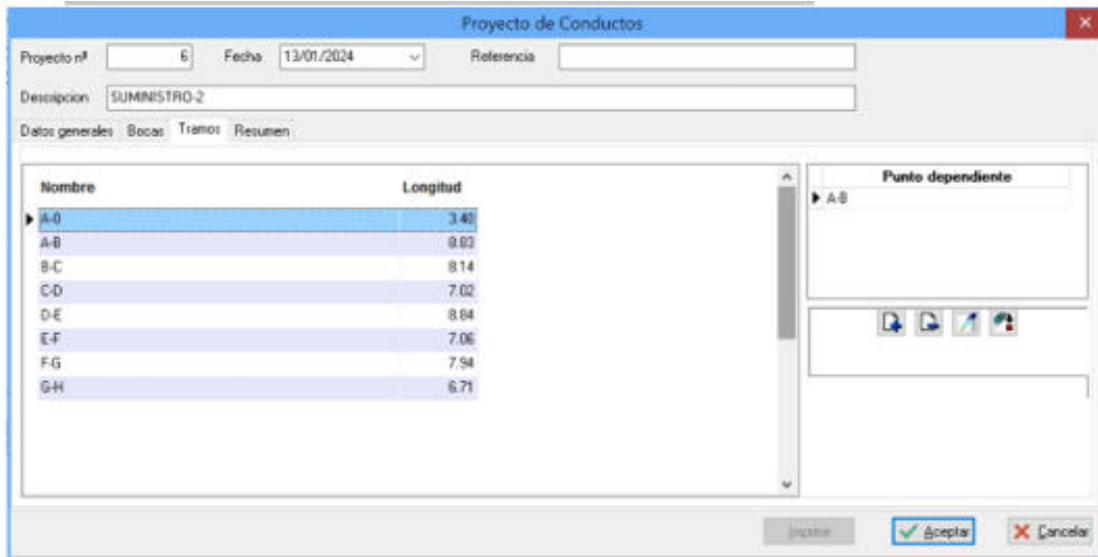 Proyecto de Conductos
Proyecto nº 6 Fecha 13/01/2024 Referencia
Descripcion SUMINISTRO-2
Datos generales Bocas Tramos Resumen
Nombre Longitud
A-0 3.40
A-B 8.83
B-C 8.14
C-D 7.02
D-E 8.84
E-F 7.06
F-G 7.94
G-H 6.71
Punto dependiente
A-B
Imprimir Aceptar Cancelar